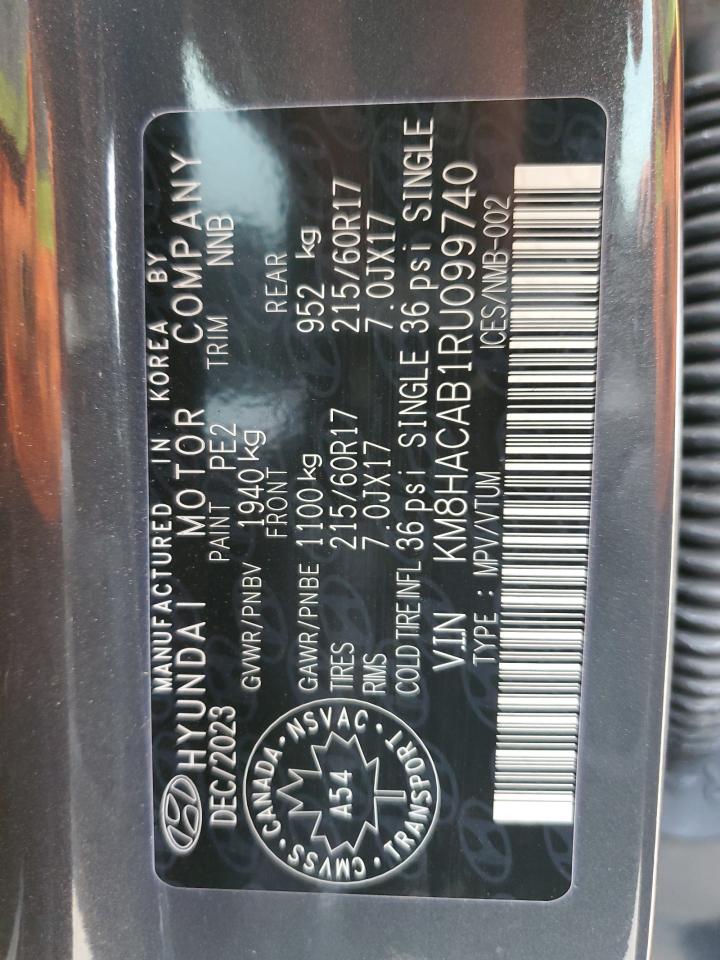 MANUFACTURED IN KOREA BY
HYUNDAI MOTOR COMPANY
DEC/2023 PAINT PE2 TRIM NNB
GVWR/PNBV 1940 kg
FRONT REAR
GAWR/PNBE 1100 kg 952 kg
TIRES 215/60R17 215/60R17
RIMS 7.0JX17 7.0JX17
COLD TIRE INFL 36 psi SINGLE 36 psi SINGLE
V.I.N KM8HACAB1RU099740
TYPE : MPV/VTUM ICES/NMB-002
CMVSS • CANADA • NSVAC • TRANSPORT •
A54